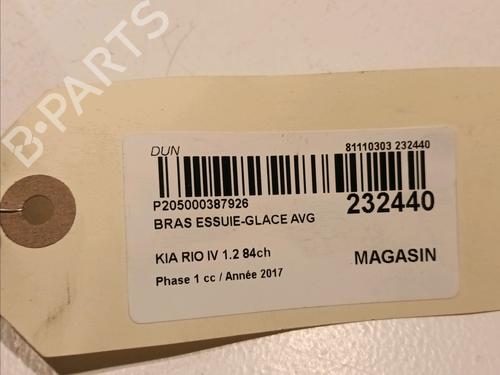 B-PARTS
DUN
81110303 232440
P205000387926
232440
BRAS ESSUIE-GLACE AVG
KIA RIO IV 1.2 84ch
MAGASIN
Phase 1 cc / Année 2017